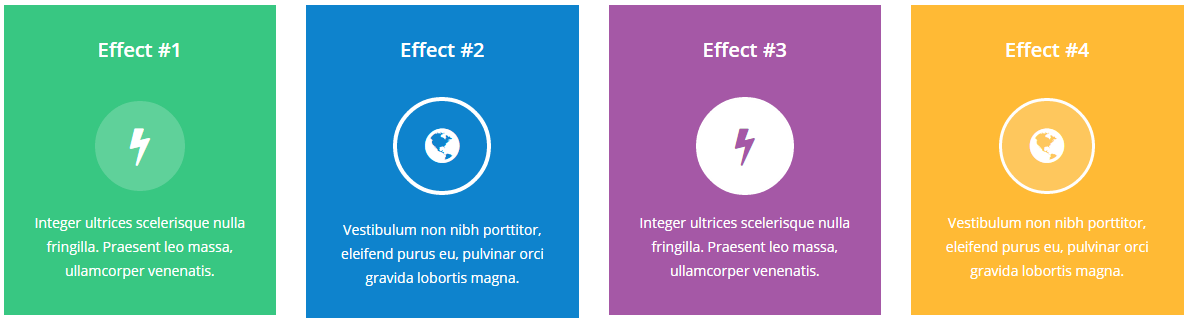 Effect #1
Integer ultrices scelerisque nulla
fringilla. Praesent leo massa,
ullamcorper venenatis.
Effect #2
Vestibulum non nibh porttitor,
eleifend purus eu, pulvinar orci
gravida lobortis magna.
Effect #3
Integer ultrices scelerisque nulla
fringilla. Praesent leo massa,
ullamcorper venenatis.
Effect #4
Vestibulum non nibh porttitor,
eleifend purus eu, pulvinar orci
gravida lobortis magna.